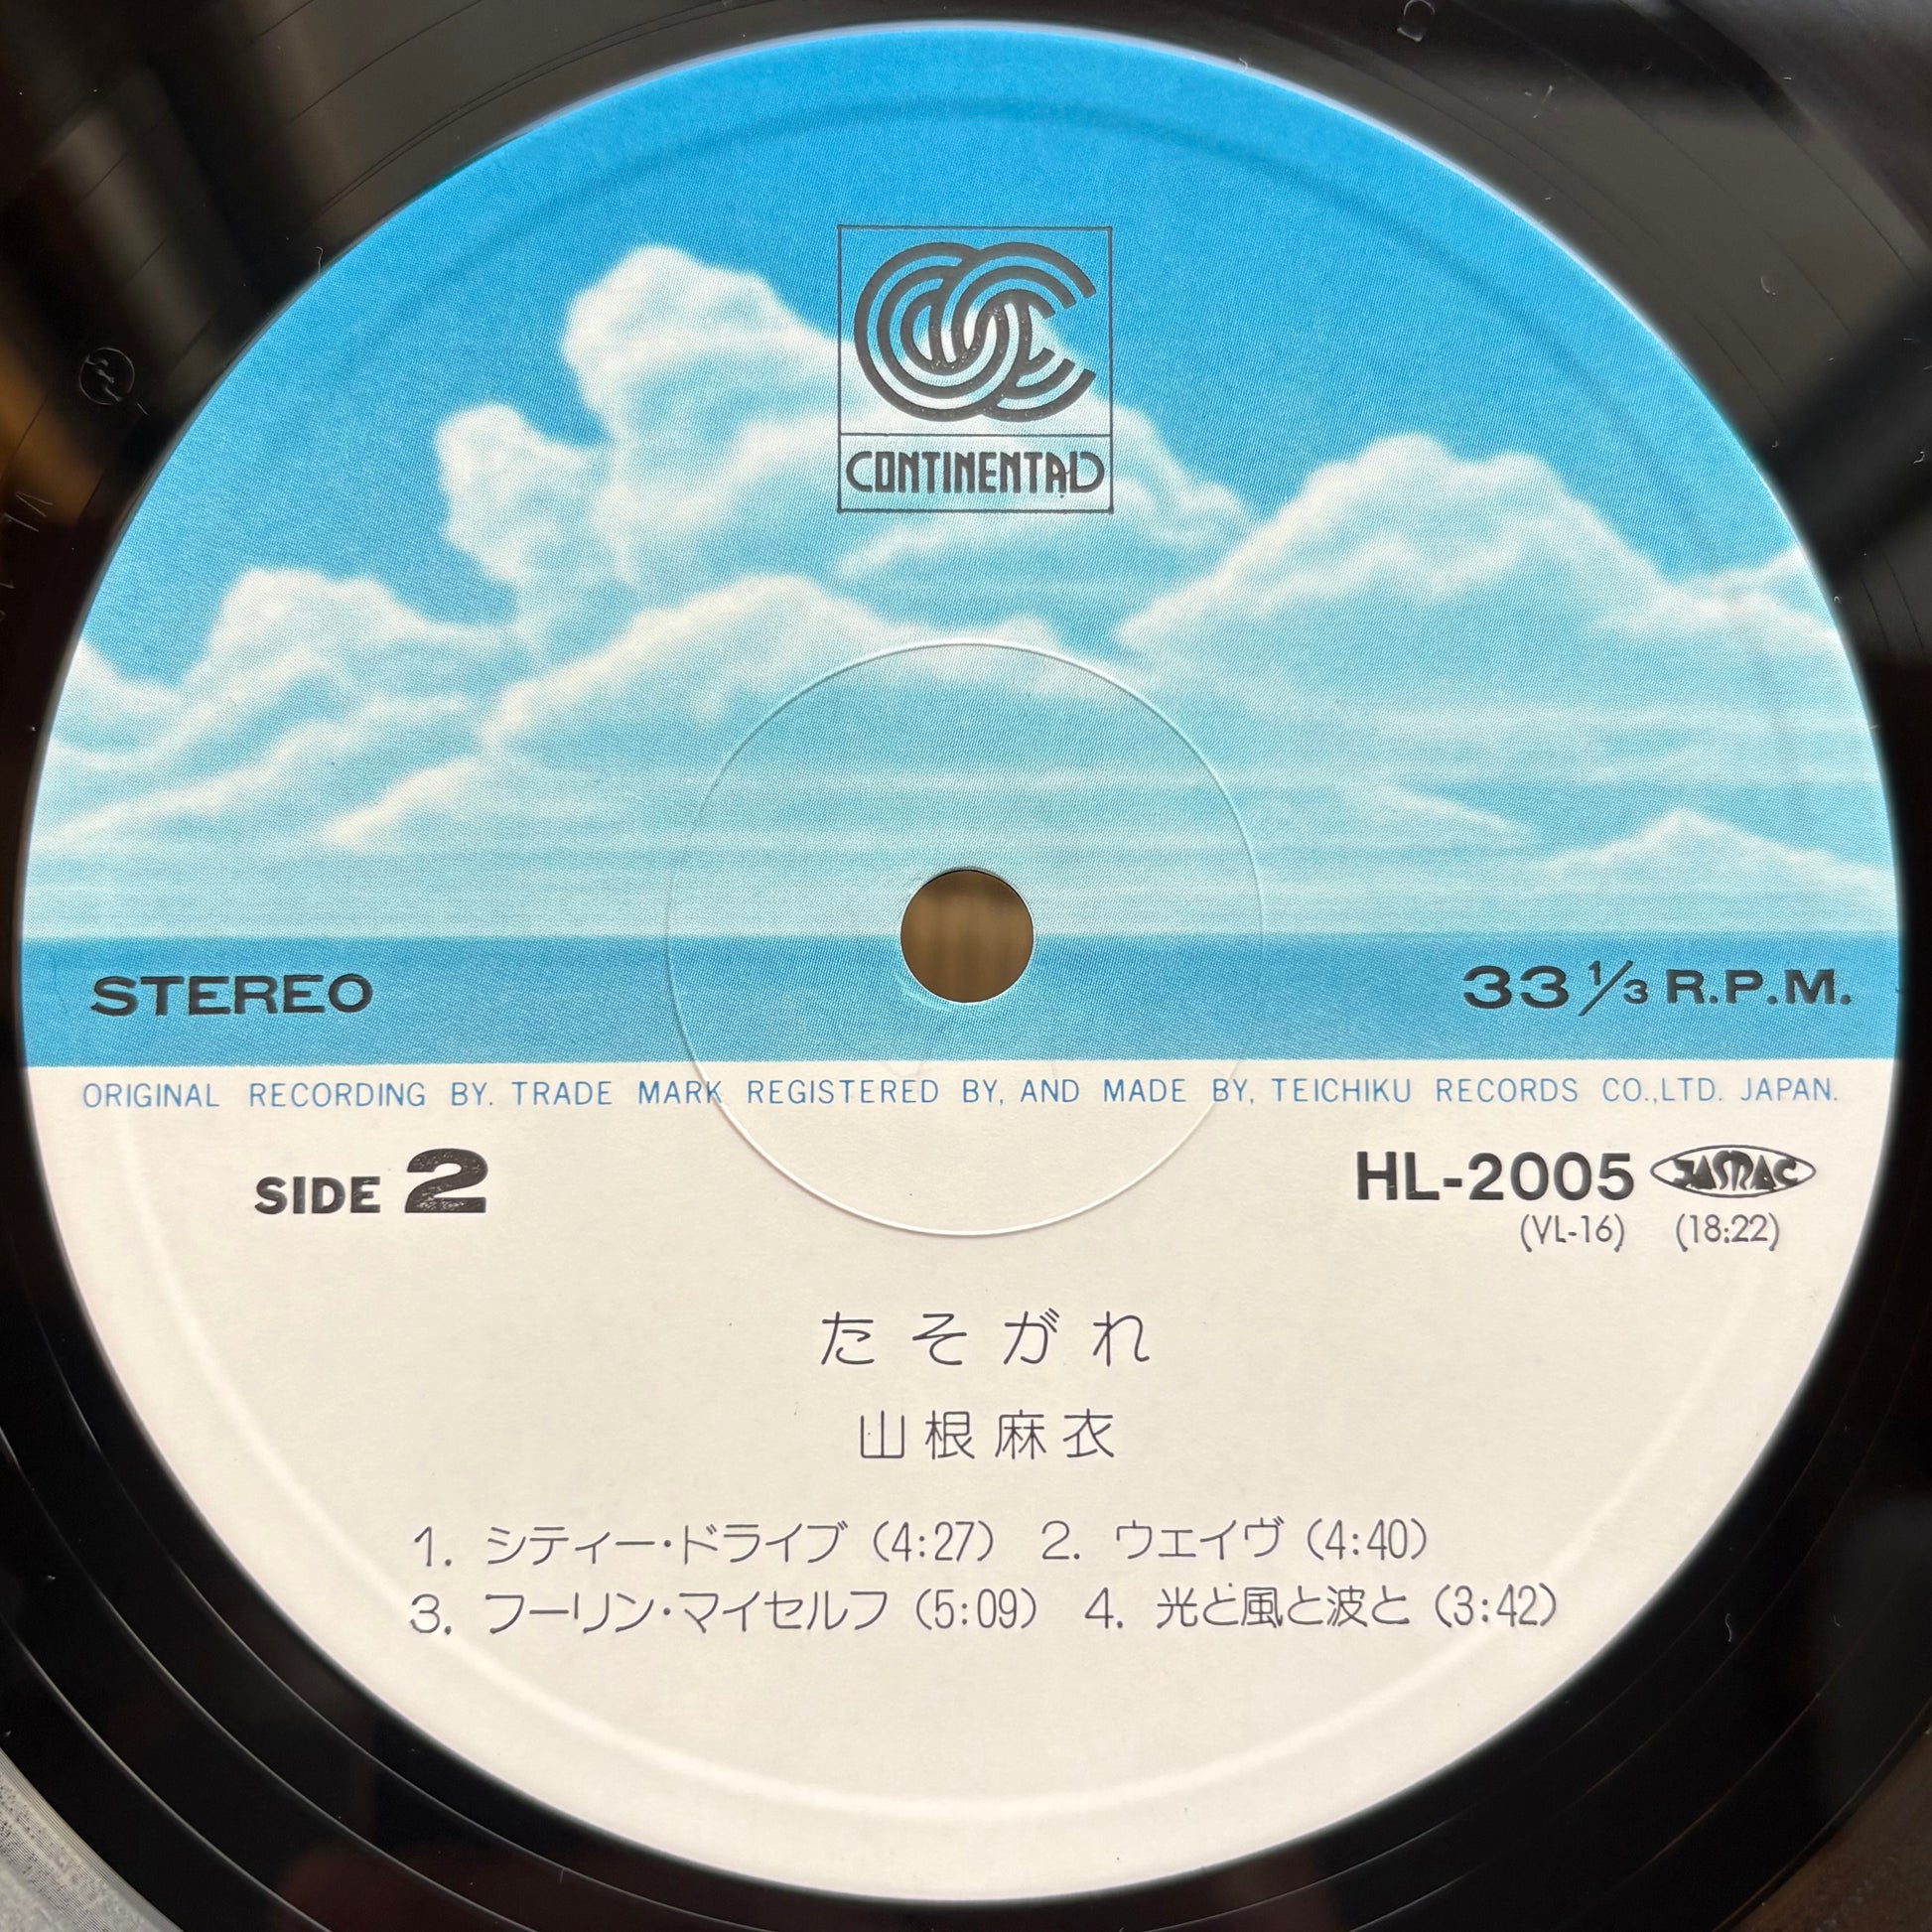 CONTINENTAL
STEREO 33 1/3 R.P.M.
ORIGINAL RECORDING BY. TRADE MARK REGISTERED BY, AND MADE BY, TEICHIKU RECORDS CO.,LTD. JAPAN.
SIDE 2 HL-2005 JASRAC
(VL-16) (18:22)
たそがれ
山根麻衣
1. シティー・ドライブ (4:27) 2. ウェイヴ (4:40)
3. フーリン・マイセルフ (5:09) 4. 光と風と波と (3:42)